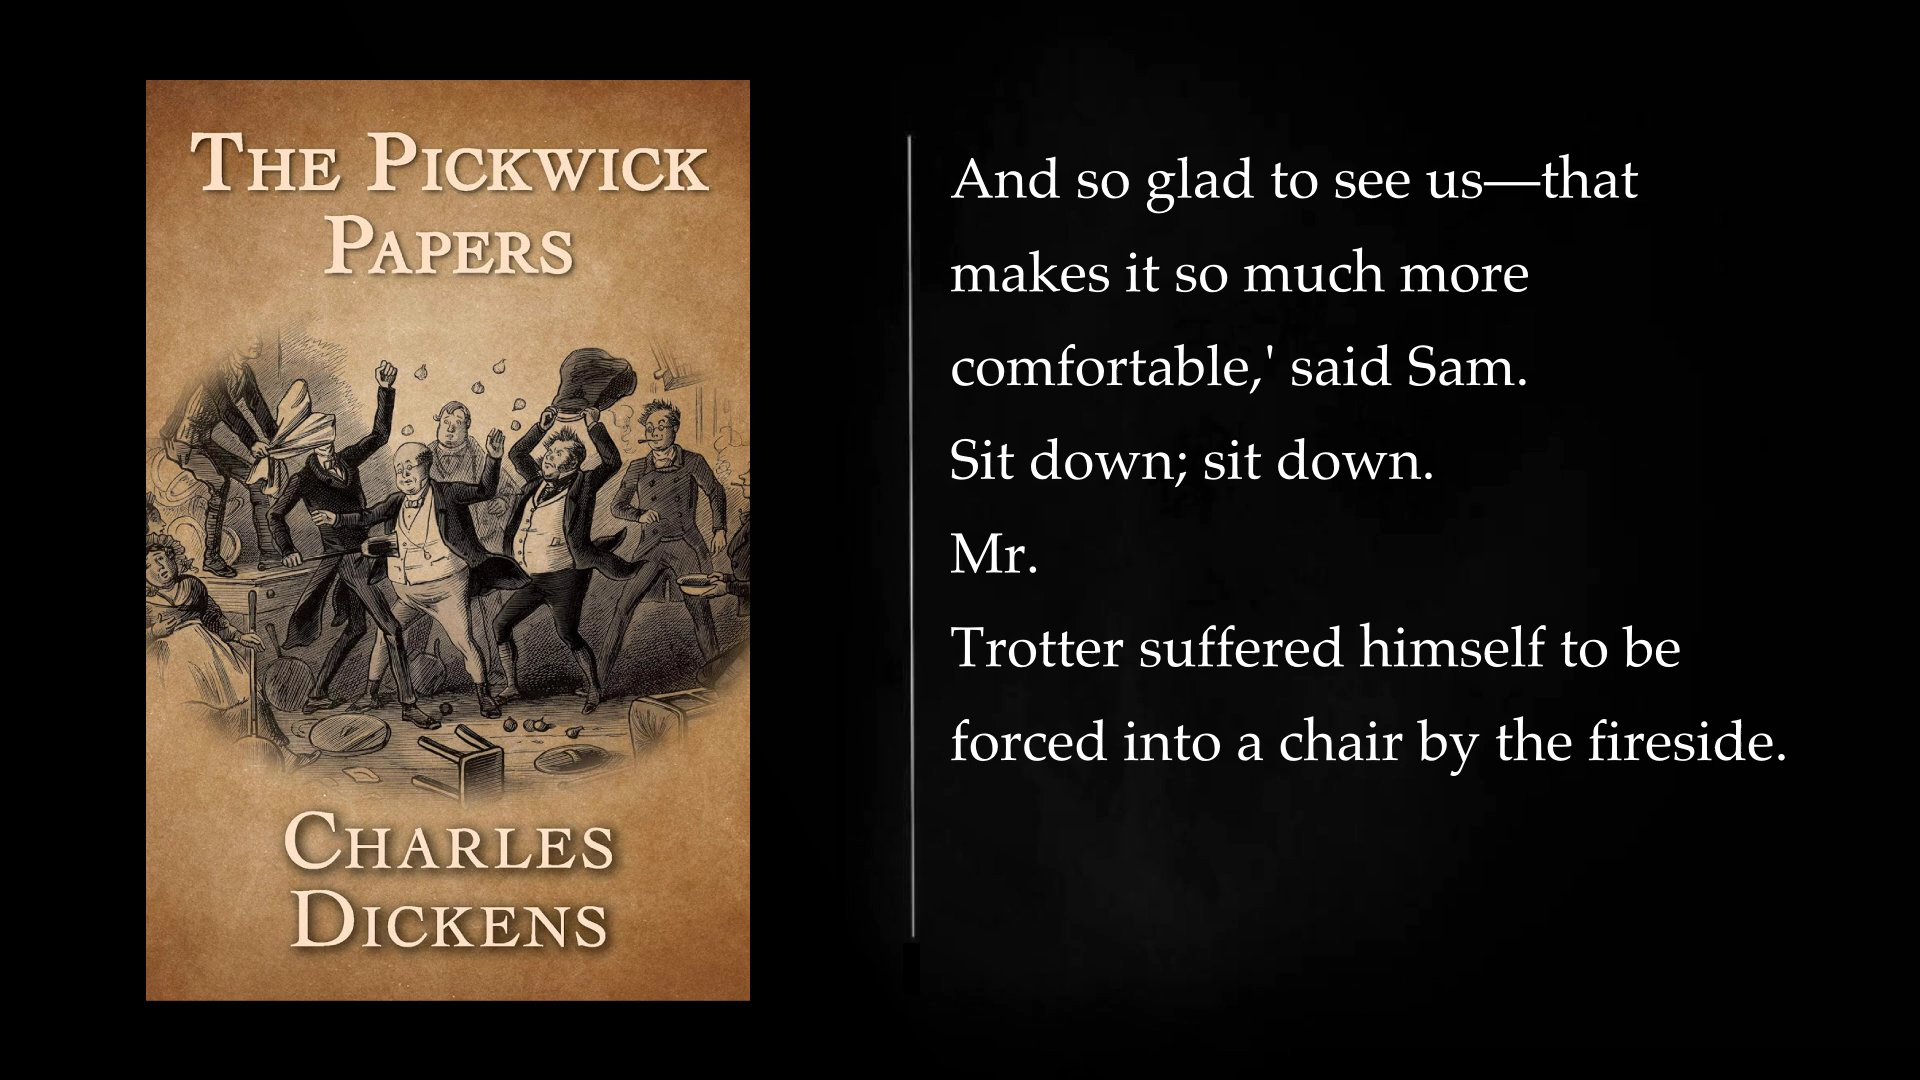 THE PICKWICK
PAPERS
CHARLES
DICKENS
And so glad to see us—that
makes it so much more
comfortable,' said Sam.
Sit down; sit down.
Mr.
Trotter suffered himself to be
forced into a chair by the fireside.